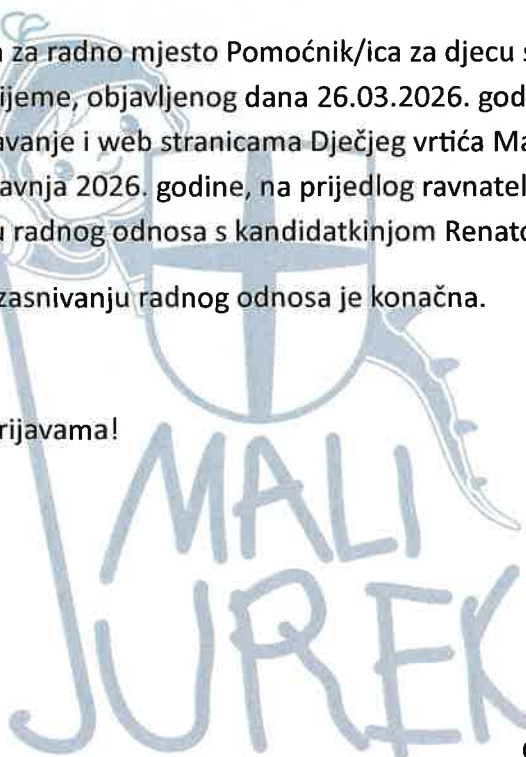 za radno mjesto Pomoćnik/ica za djecu s
ijeme, objavljenog dana 26.03.2026. god
avanje i web stranicama Dječjeg vrtića Ma
avnja 2026. godine, na prijedlog ravnatel
u radnog odnosa s kandidatkinjom Renato
zasnivanju radnog odnosa je konačna.
rijavama!
MALI
JUREK